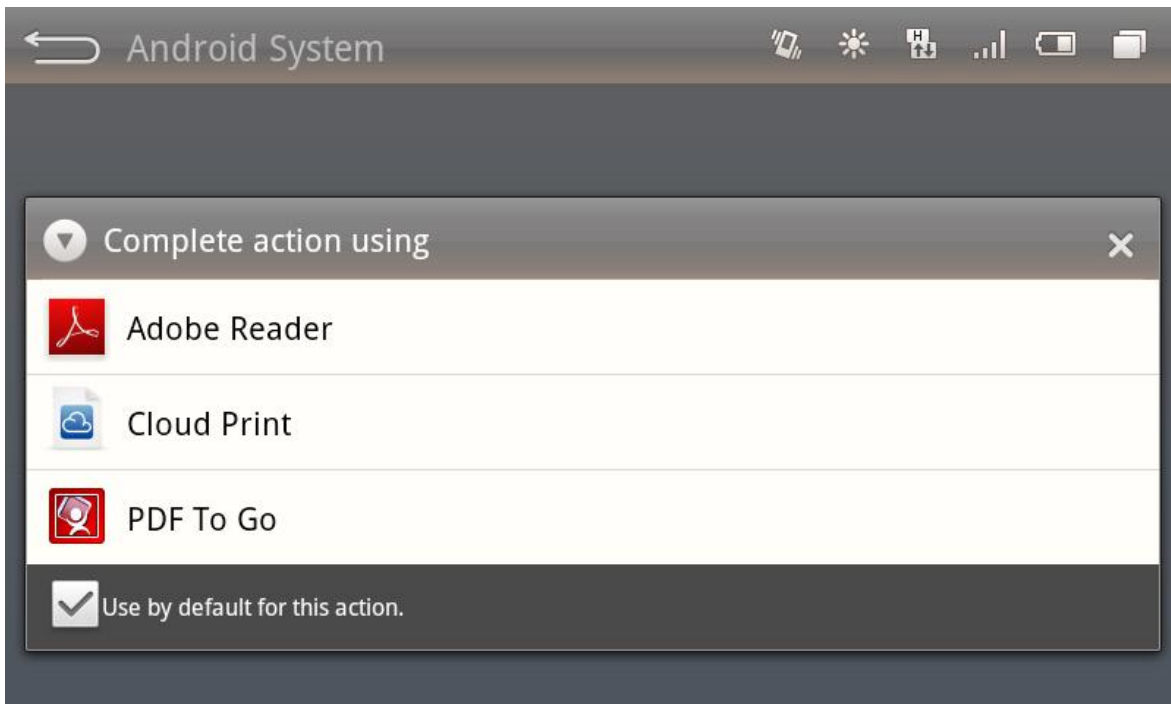 Android System
H
Complete action using
Adobe Reader
Cloud Print
PDF To Go
Use by default for this action.